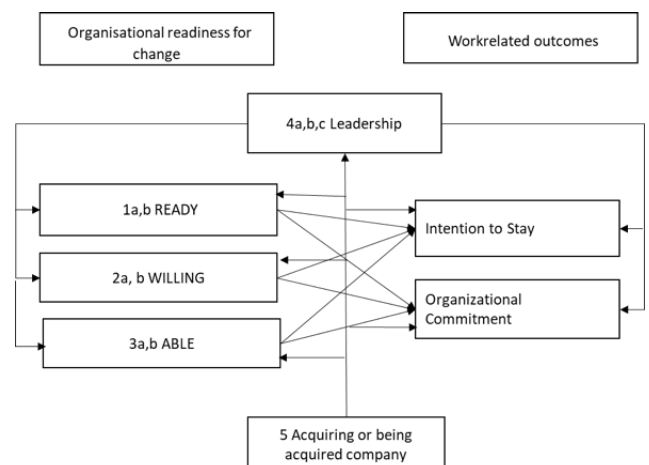 Organisational readiness for
change
Workrelated outcomes
4a,b,c Leadership
1a,b READY
Intention to Stay
2a, b WILLING
Organizational
Commitment
3a,b ABLE
5 Acquiring or being
acquired company